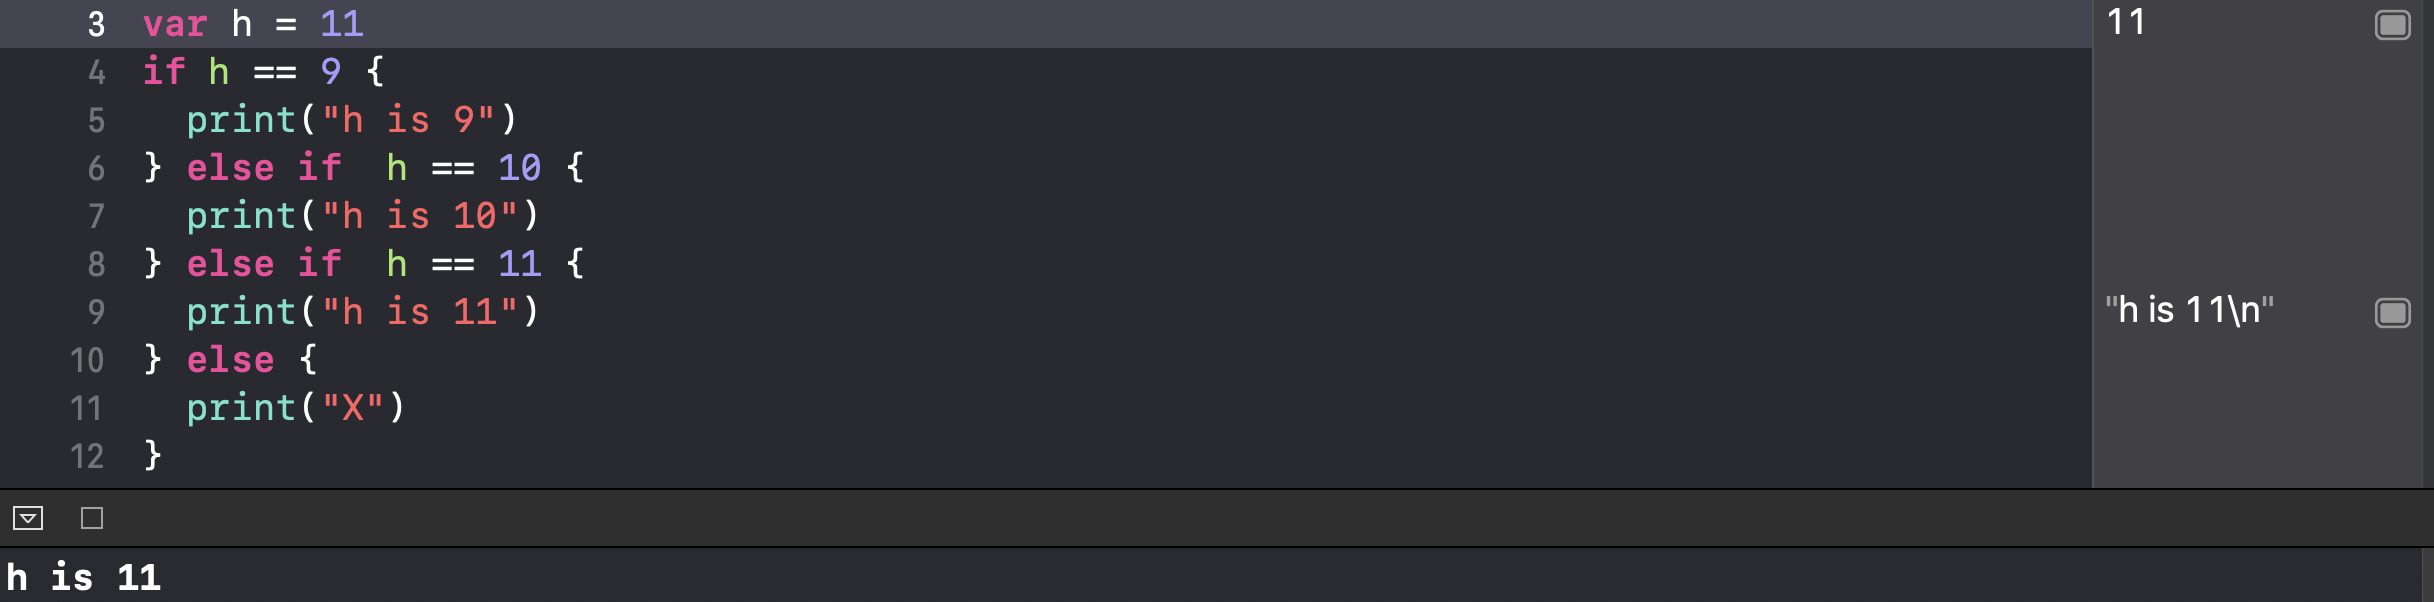 3 var h = 11 11
4 if h == 9 {
5   print("h is 9")
6 } else if  h == 10 {
7   print("h is 10")
8 } else if  h == 11 {
9   print("h is 11") "h is 11\n"
10 } else {
11   print("X")
12 }
h is 11